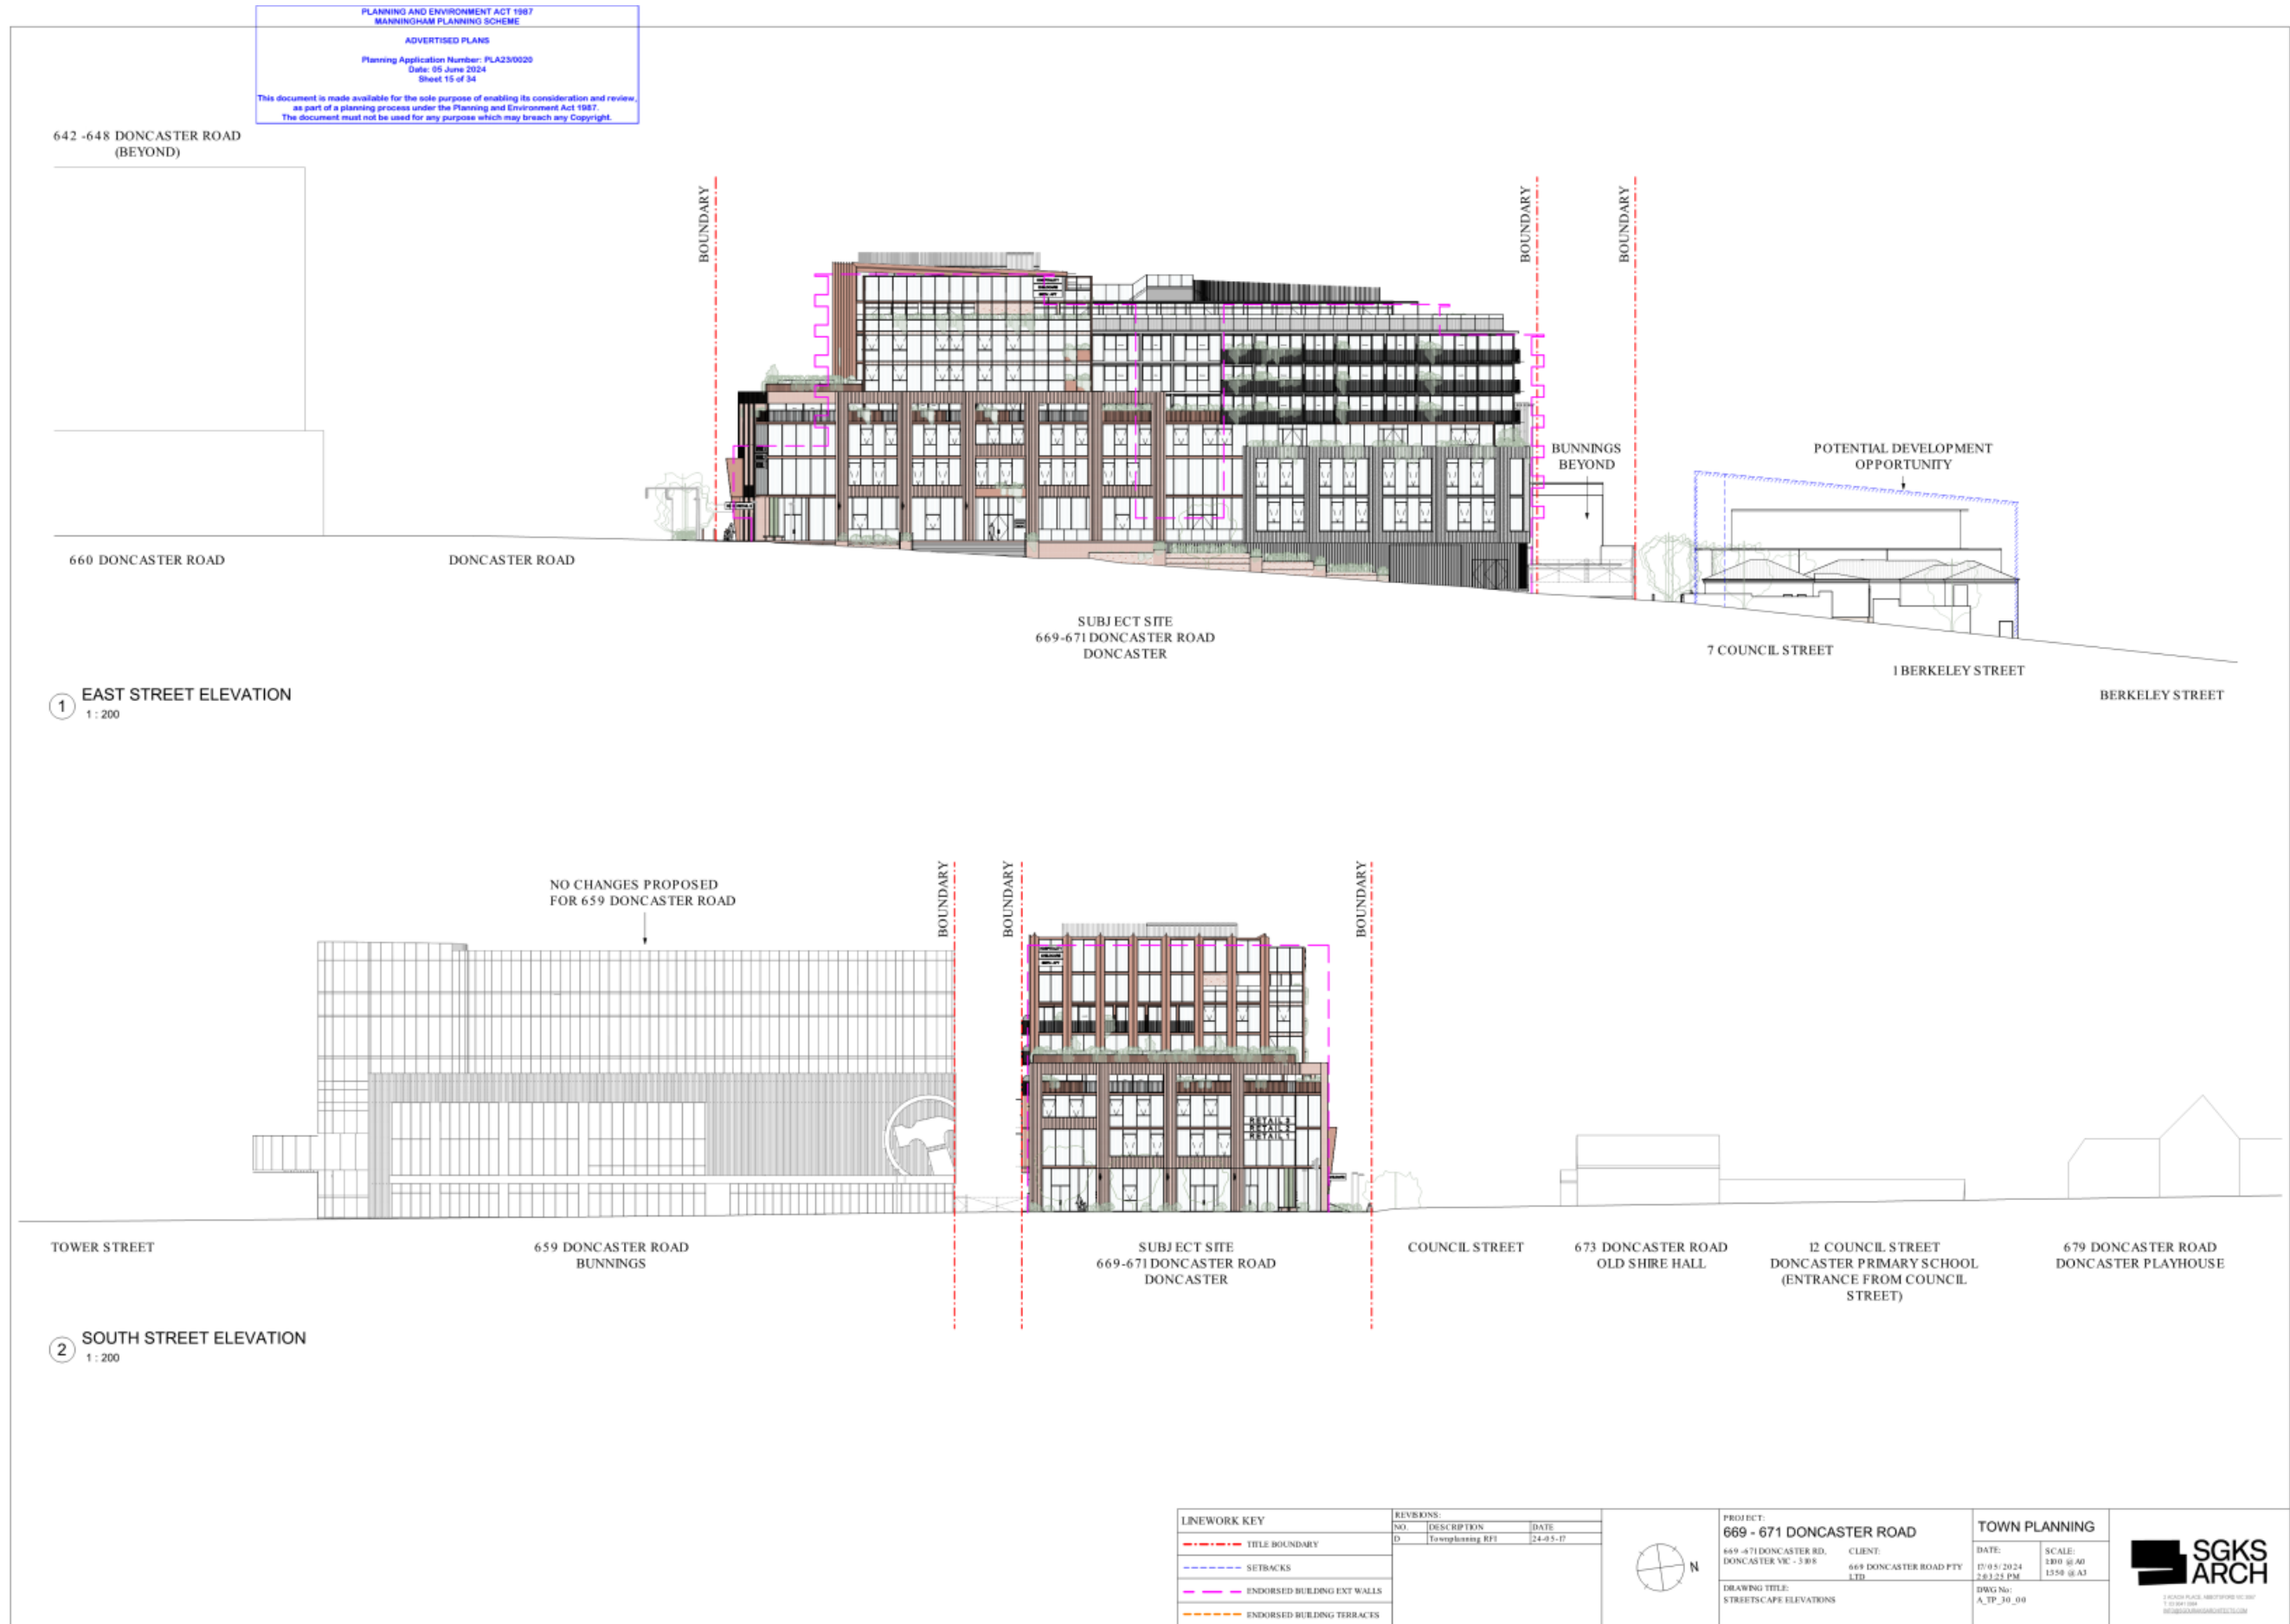 PLANNING AND ENVIRONMENT ACT 1987
MANNINGHAM PLANNING SCHEME
ADVERTISED PLANS
Planning Application Number: PLA23/0020
Date: 05 June 2024
Sheet 15 of 34
This document is made available for the sole purpose of enabling its consideration and review,
as part of a planning process under the Planning and Environment Act 1987.
The document must not be used for any purpose which may breach any Copyright.
642 -648 DONCASTER ROAD
(BEYOND)
BOUNDARY
BOUNDARY
BOUNDARY
BUNNINGS
BEYOND
POTENTIAL DEVELOPMENT
OPPORTUNITY
660 DONCASTER ROAD
DONCASTER ROAD
SUBJECT SITE
669-671 DONCASTER ROAD
DONCASTER
7 COUNCIL STREET
1 BERKELEY STREET
BERKELEY STREET
1
EAST STREET ELEVATION
1 : 200
NO CHANGES PROPOSED
FOR 659 DONCASTER ROAD
BOUNDARY
BOUNDARY
BOUNDARY
RETAIL 3
RETAIL 2
RETAIL 1
TOWER STREET
659 DONCASTER ROAD
BUNNINGS
SUBJECT SITE
669-671 DONCASTER ROAD
DONCASTER
COUNCIL STREET
673 DONCASTER ROAD
OLD SHIRE HALL
12 COUNCIL STREET
DONCASTER PRIMARY SCHOOL
(ENTRANCE FROM COUNCIL
STREET)
679 DONCASTER ROAD
DONCASTER PLAYHOUSE
2
SOUTH STREET ELEVATION
1 : 200
LINEWORK KEY
TITLE BOUNDARY
SETBACKS
ENDORSED BUILDING EXT WALLS
ENDORSED BUILDING TERRACES
REVISIONS:
NO. DESCRIPTION DATE
D Townplanning RFI 24-05-17
N
PROJECT:
669 - 671 DONCASTER ROAD
669 -671 DONCASTER RD,
DONCASTER VIC - 3108
CLIENT:
669 DONCASTER ROAD PTY
LTD
DRAWING TITLE:
STREETSCAPE ELEVATIONS
TOWN PLANNING
DATE:
17/05/2024
2:03:25 PM
SCALE:
1:100 @ A0
1:350 @ A3
DWG No:
A_TP_30_00
SGKS
ARCH